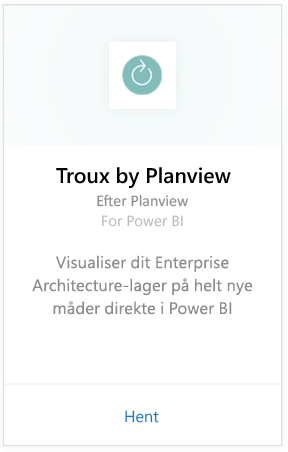 Troux by Planview
Efter Planview
For Power BI
Visualiser dit Enterprise
Architecture-lager på helt nye
måder direkte i Power BI
Hent